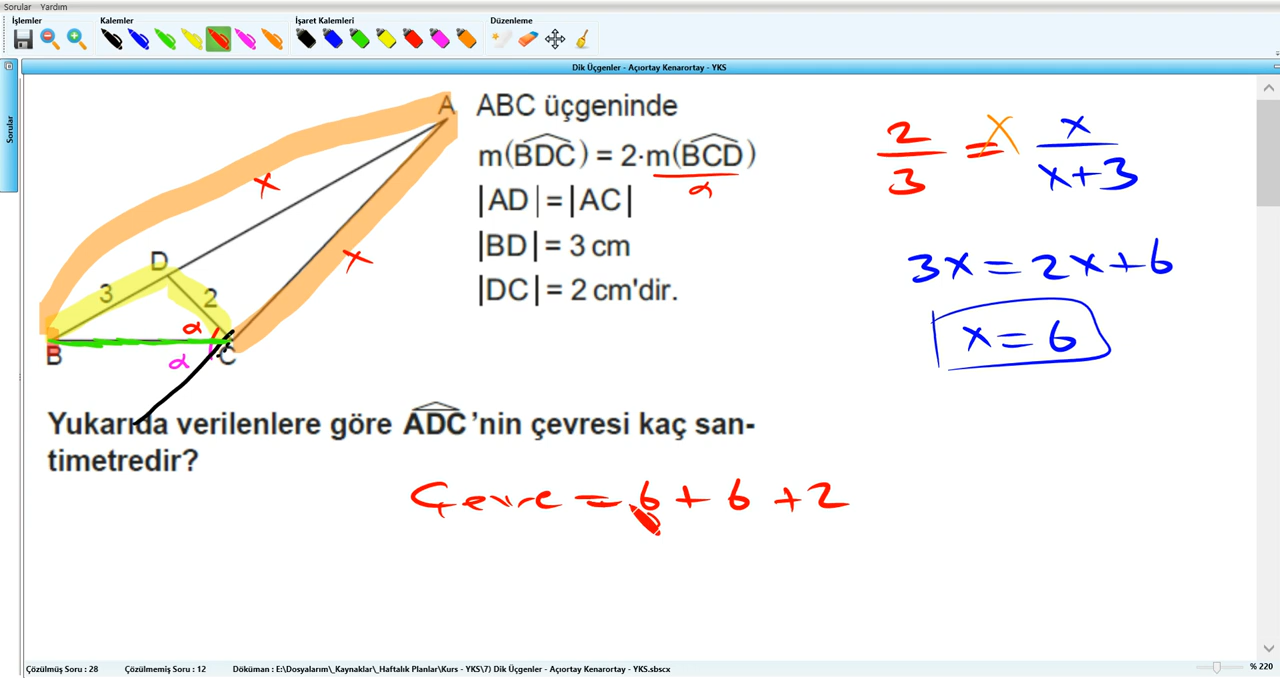 Sorular Yardım
İşlemler Kalemler İşaret Kalemleri Düzenleme
Dik Üçgenler - Açıortay Kenarortay - YKS
Sorular
A
x
x
D
3
2
α
α
B
C
ABC üçgeninde
m(BDC) = 2·m(BCD)
α
|AD| = |AC|
|BD| = 3 cm
|DC| = 2 cm'dir.
2/3 = x/(x+3)
x
3x = 2x + 6
x = 6
Yukarıda verilenlere göre ADC 'nin çevresi kaç san-
timetredir?
Çevre = 6 + 6 + 2
Çözülmüş Soru : 28 Çözülmemiş Soru : 12 Döküman : E:\Dosyalarım\_Kaynaklar\_Haftalık Planlar\Kurs - YKS\7) Dik Üçgenler - Açıortay Kenarortay - YKS.sbscx % 220